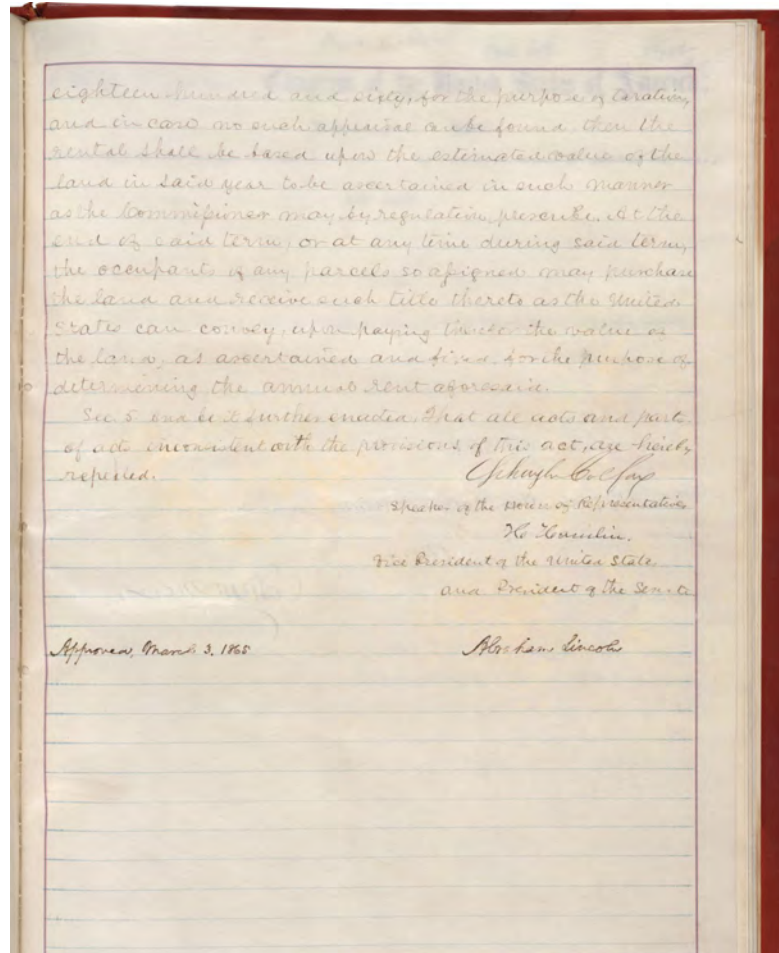 eighteen hundred and sixty, for the purpose of taxation,
and in case no such appraisal can be found, then the
rental shall be based upon the estimated value of the
land in said year to be ascertained in such manner
as the Commissioner may, by regulation, prescribe. At the
end of said term, or at any time during said term,
the occupants of any parcels so assigned may purchase
the land and receive such title thereto as the United
States can convey, upon paying therefor the value of
the land, as ascertained and fixed for the purpose of
determining the annual rent aforesaid.
Sec. 5 And be it further enacted, That all acts and parts
of acts inconsistent with the provisions of this act, are hereby
repealed.
Schuyler Colfax
Speaker of the House of Representatives
H Hamlin.
Vice President of the United States
and President of the Senate
Approved, March 3. 1865
Abraham Lincoln